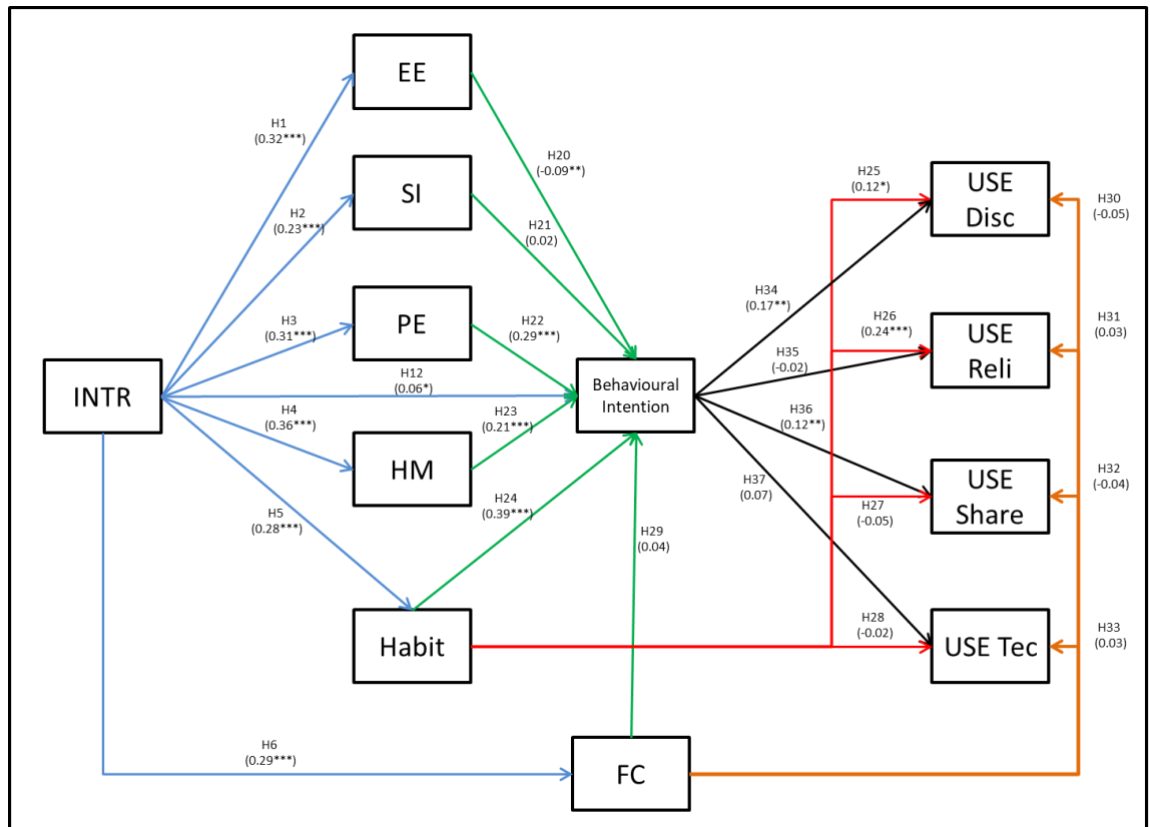 EE
H1
(0.32***)
H20
(-0.09**)
SI
H2
(0.23***)
H21
(0.02)
H25
(0.12*)
USE
Disc
H30
(-0.05)
PE
H3
(0.31***)
H22
(0.29***)
H34
(0.17**)
H26
(0.24***)
USE
Reli
H31
(0.03)
INTR
H12
(0.06*)
Behavioural
Intention
H35
(-0.02)
HM
H4
(0.36***)
H23
(0.21***)
H36
(0.12**)
USE
Share
H32
(-0.04)
H5
(0.28***)
H24
(0.39***)
H29
(0.04)
H37
(0.07)
H27
(-0.05)
Habit
H28
(-0.02)
USE Tec
H33
(0.03)
H6
(0.29***)
FC